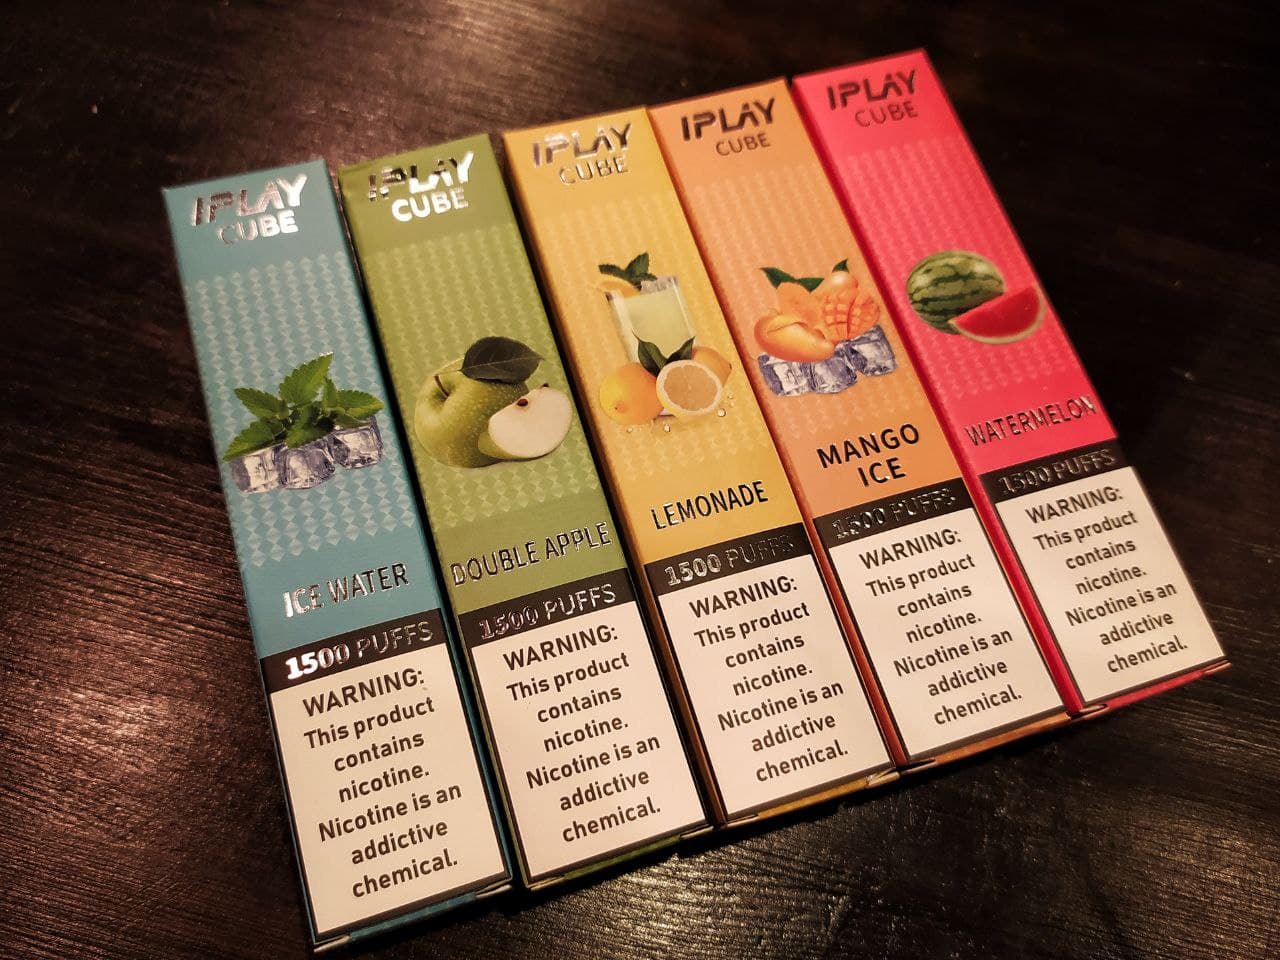 IPLAY
CUBE
ICE WATER
1500 PUFFS
WARNING:
This product
contains
nicotine.
Nicotine is an
addictive
chemical.
IPLAY
CUBE
DOUBLE APPLE
1500 PUFFS
WARNING:
This product
contains
nicotine.
Nicotine is an
addictive
chemical.
IPLAY
CUBE
LEMONADE
1500 PUFFS
WARNING:
This product
contains
nicotine.
Nicotine is an
addictive
chemical.
IPLAY
CUBE
MANGO
ICE
1500 PUFFS
WARNING:
This product
contains
nicotine.
Nicotine is an
addictive
chemical.
IPLAY
CUBE
WATERMELON
1500 PUFFS
WARNING:
This product
contains
nicotine.
Nicotine is an
addictive
chemical.